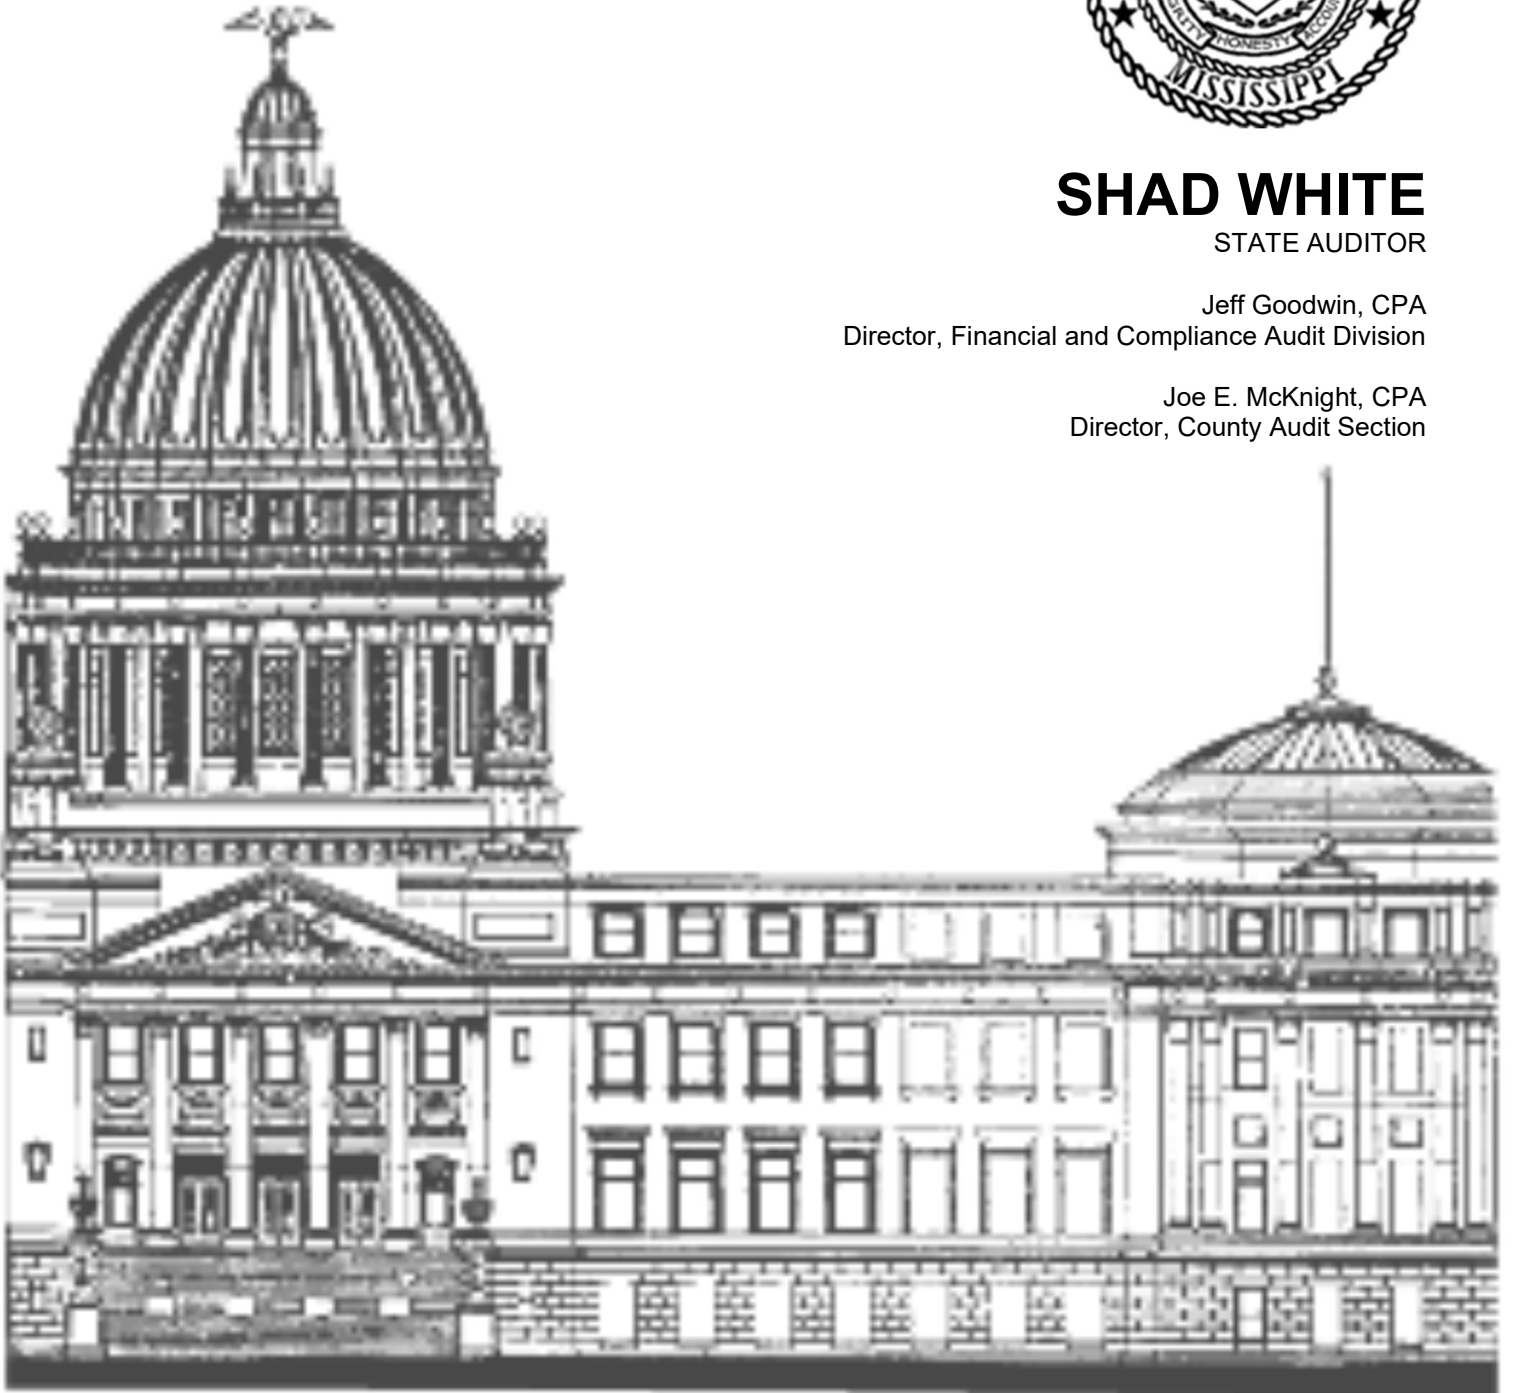 HONESTY
MISSISSIPPI
SHAD WHITE
STATE AUDITOR
Jeff Goodwin, CPA
Director, Financial and Compliance Audit Division
Joe E. McKnight, CPA
Director, County Audit Section